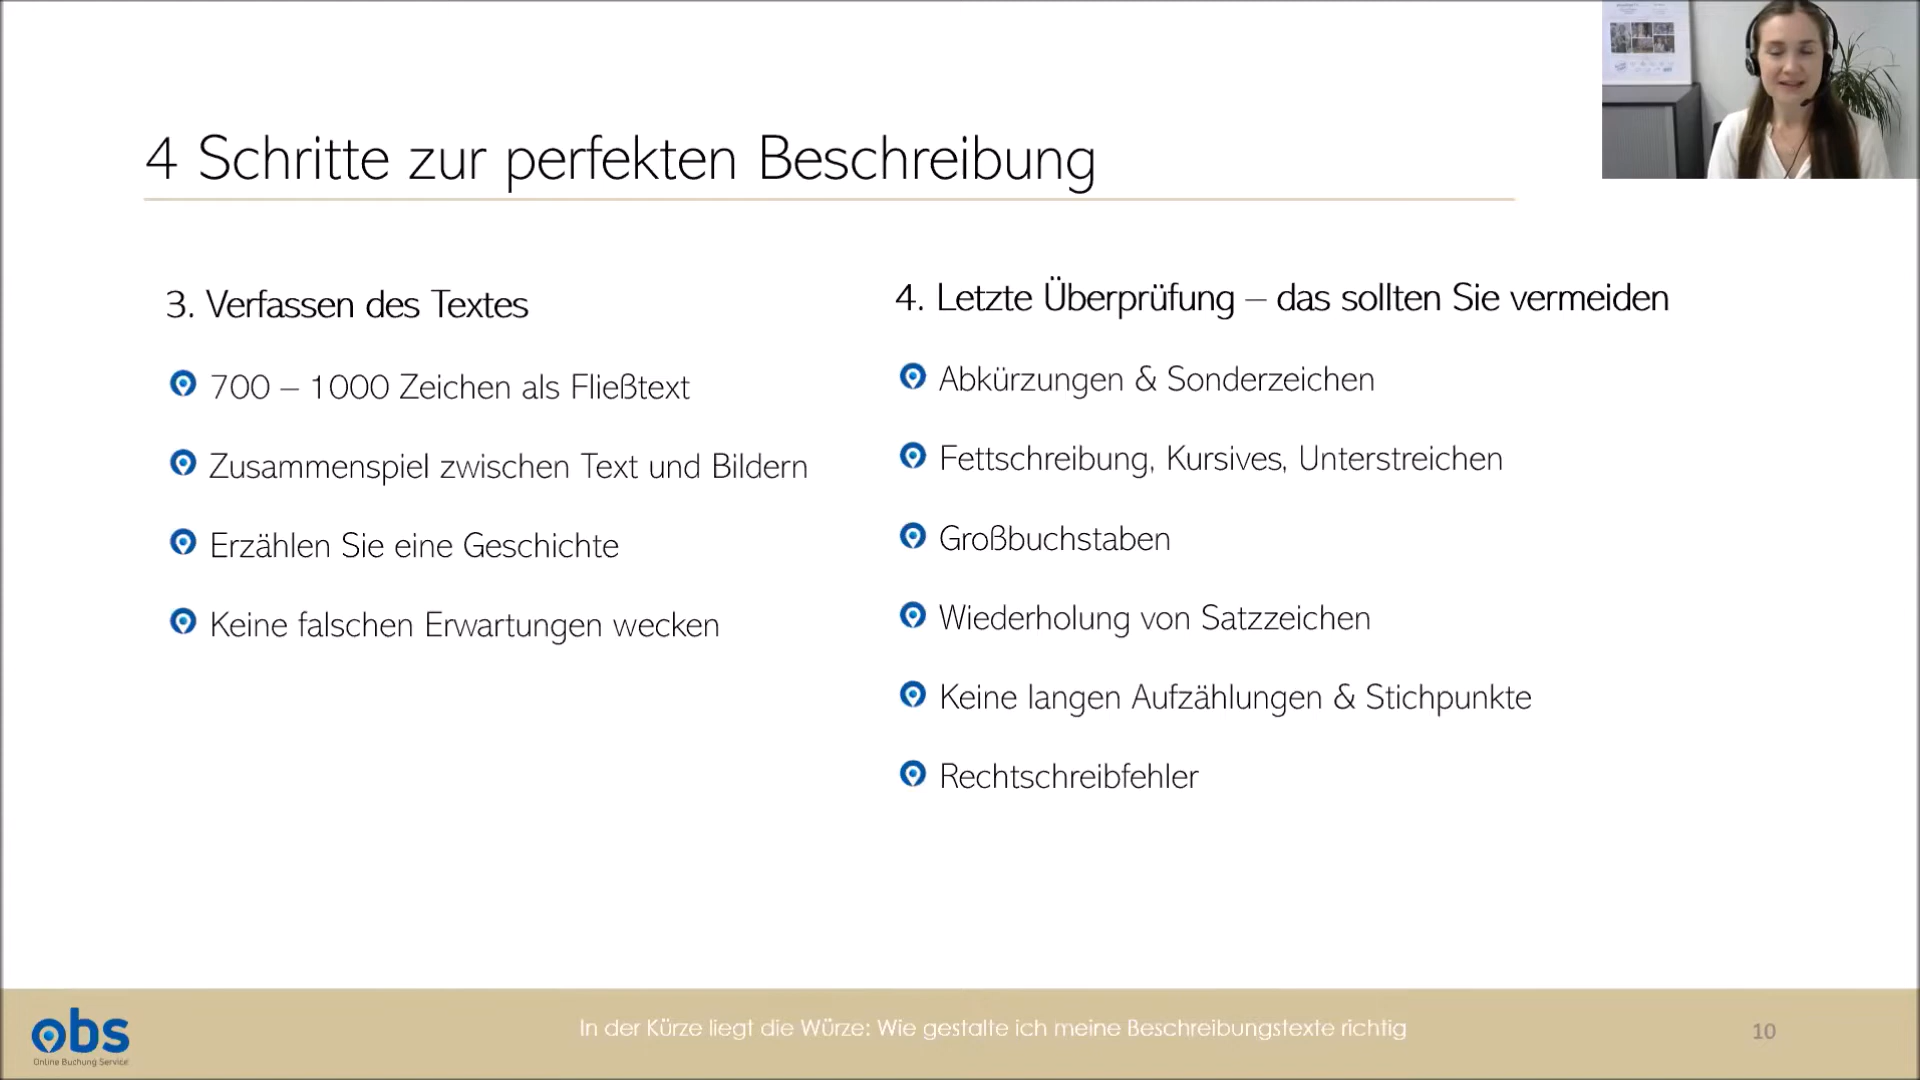 4 Schritte zur perfekten Beschreibung
3. Verfassen des Textes
700 – 1000 Zeichen als Fließtext
Zusammenspiel zwischen Text und Bildern
Erzählen Sie eine Geschichte
Keine falschen Erwartungen wecken
4. Letzte Überprüfung – das sollten Sie vermeiden
Abkürzungen & Sonderzeichen
Fettschreibung, Kursives, Unterstreichen
Großbuchstaben
Wiederholung von Satzzeichen
Keine langen Aufzählungen & Stichpunkte
Rechtschreibfehler
obs
Online Buchung Service
In der Kürze liegt die Würze: Wie gestalte ich meine Beschreibungstexte richtig
10